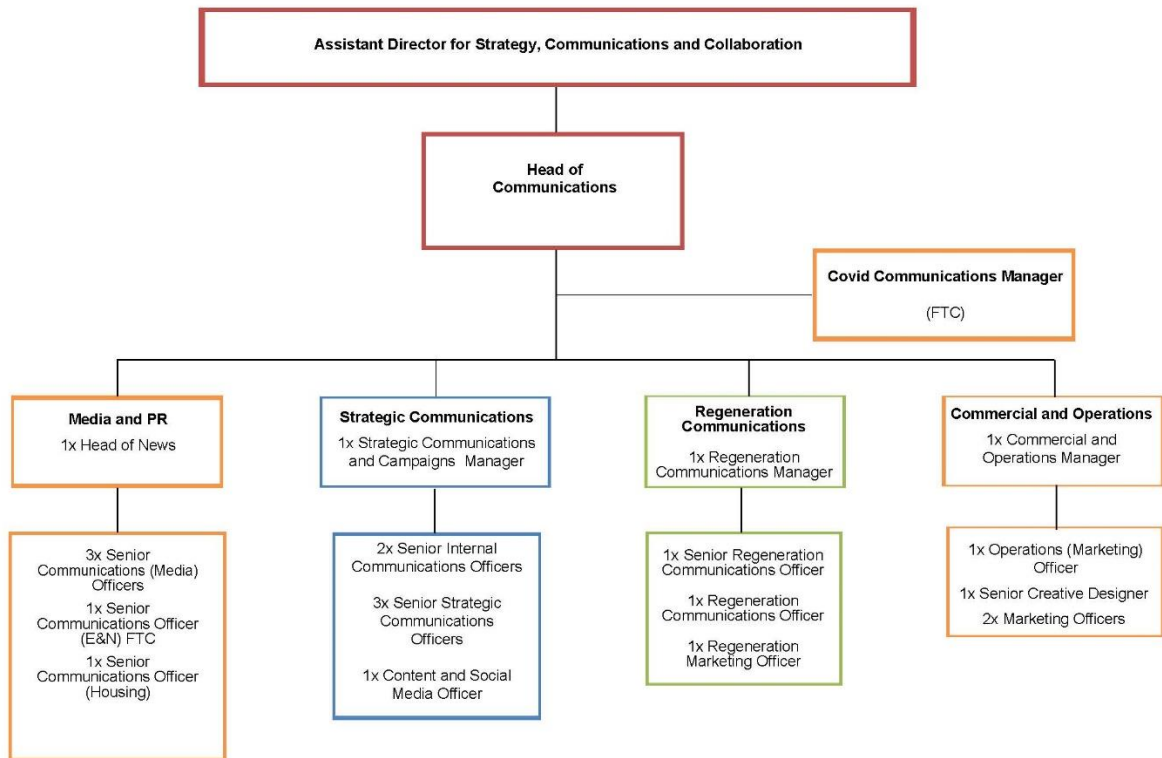 Assistant Director for Strategy, Communications and Collaboration
Head of
Communications
Covid Communications Manager
(FTC)
Media and PR
1x Head of News
Strategic Communications
1x Strategic Communications
and Campaigns Manager
Regeneration
Communications
1x Regeneration
Communications Manager
Commercial and Operations
1x Commercial and
Operations Manager
3x Senior
Communications (Media)
Officers
1x Senior
Communications Officer
(E&N) FTC
1x Senior
Communications Officer
(Housing)
2x Senior Internal
Communications Officers
3x Senior Strategic
Communications
Officers
1x Content and Social
Media Officer
1x Senior Regeneration
Communications Officer
1x Regeneration
Communications Officer
1x Regeneration
Marketing Officer
1x Operations (Marketing)
Officer
1x Senior Creative Designer
2x Marketing Officers